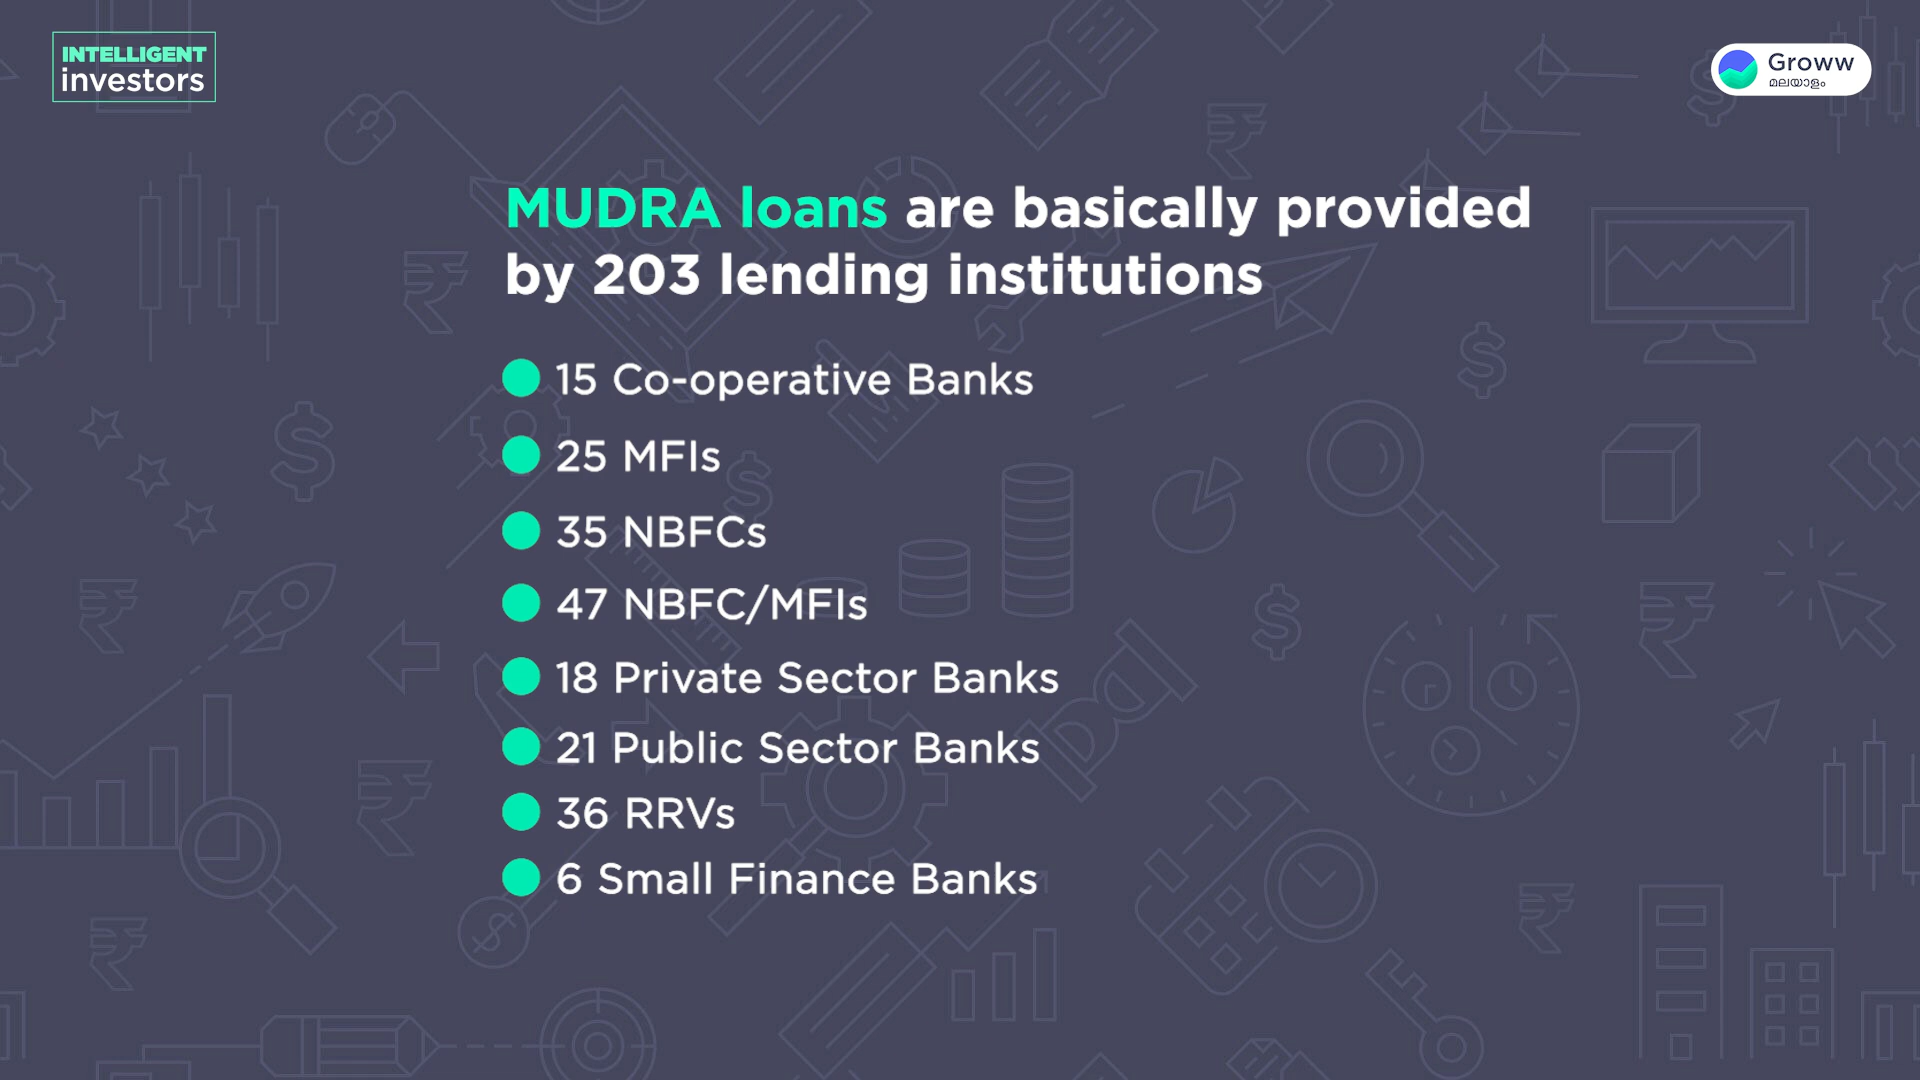 INTELLIGENT
investors
Groww
മലയാളം
MUDRA loans are basically provided
by 203 lending institutions
15 Co-operative Banks
25 MFIs
35 NBFCs
47 NBFC/MFIs
18 Private Sector Banks
21 Public Sector Banks
36 RRVs
6 Small Finance Banks